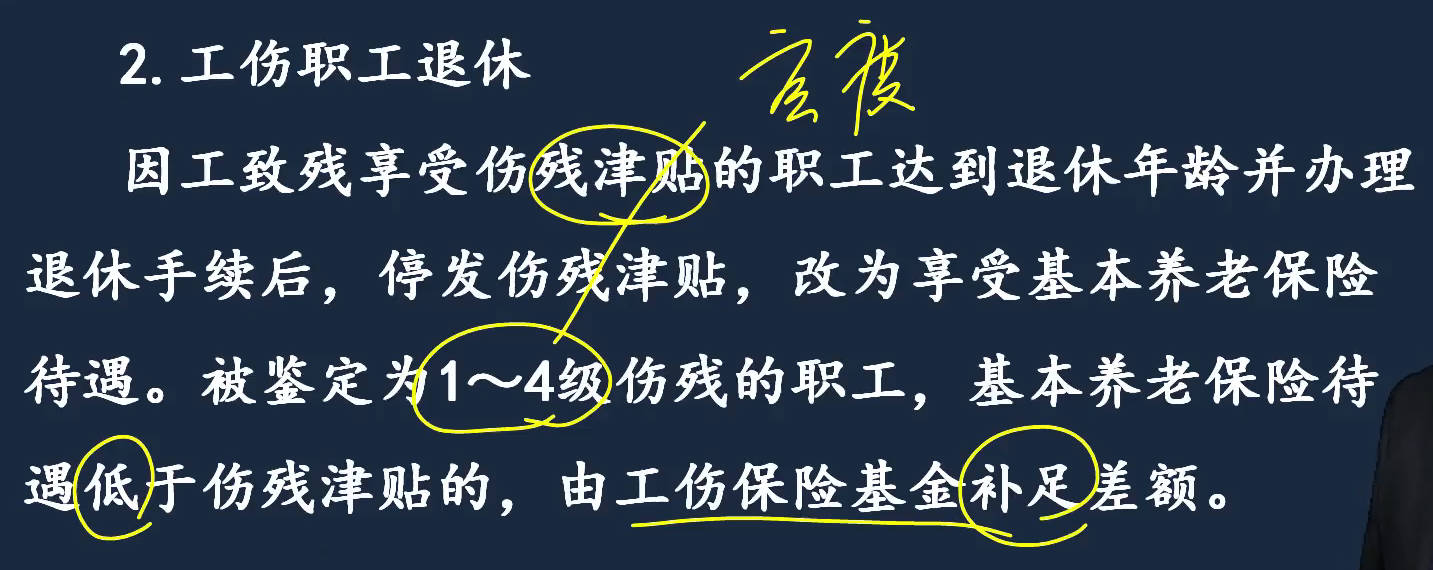 2. 工伤职工退休
因工致残享受伤残津贴的职工达到退休年龄并办理
退休手续后，停发伤残津贴，改为享受基本养老保险
待遇。被鉴定为1～4级伤残的职工，基本养老保险待
遇低于伤残津贴的，由工伤保险基金补足差额。